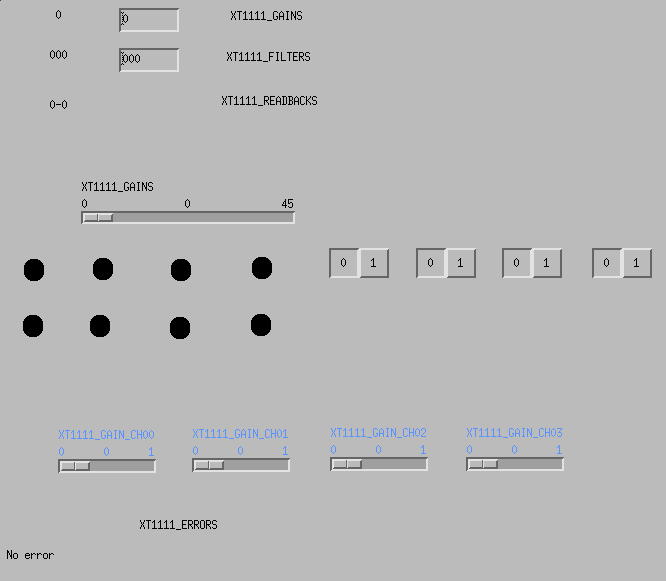 0 0 XT1111_GAINS
000 000 XT1111_FILTERS
0-0 XT1111_READBACKS
XT1111_GAINS
0 0 45
0 1 0 1 0 1 0 1
XT1111_GAIN_CH00 XT1111_GAIN_CH01 XT1111_GAIN_CH02 XT1111_GAIN_CH03
0 0 1 0 0 1 0 0 1 0 0 1
XT1111_ERRORS
No error